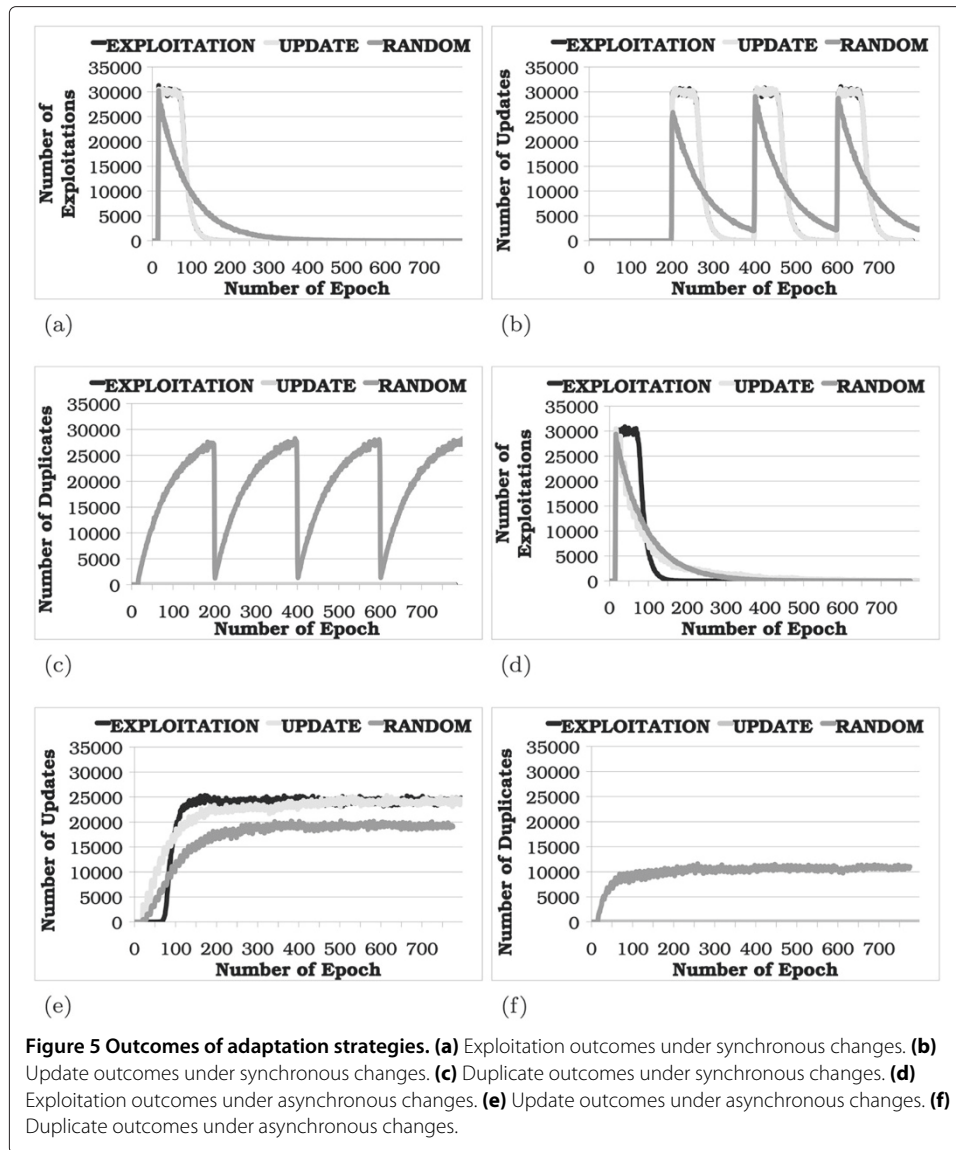 EXPLOITATION UPDATE RANDOM
35000
30000
25000
20000
15000
10000
5000
0
Number of
Exploitations
0 100 200 300 400 500 600 700
Number of Epoch
(a)
EXPLOITATION UPDATE RANDOM
35000
30000
25000
20000
15000
10000
5000
0
Number of Updates
0 100 200 300 400 500 600 700
Number of Epoch
(b)
EXPLOITATION UPDATE RANDOM
35000
30000
25000
20000
15000
10000
5000
0
Number of Duplicates
0 100 200 300 400 500 600 700
Number of Epoch
(c)
EXPLOITATION UPDATE RANDOM
35000
30000
25000
20000
15000
10000
5000
0
Number of
Exploitations
0 100 200 300 400 500 600 700
Number of Epoch
(d)
EXPLOITATION UPDATE RANDOM
35000
30000
25000
20000
15000
10000
5000
0
Number of Updates
0 100 200 300 400 500 600 700
Number of Epoch
(e)
EXPLOITATION UPDATE RANDOM
35000
30000
25000
20000
15000
10000
5000
0
Number of Duplicates
0 100 200 300 400 500 600 700
Number of Epoch
(f)
Figure 5 Outcomes of adaptation strategies. (a) Exploitation outcomes under synchronous changes. (b)
Update outcomes under synchronous changes. (c) Duplicate outcomes under synchronous changes. (d)
Exploitation outcomes under asynchronous changes. (e) Update outcomes under asynchronous changes. (f)
Duplicate outcomes under asynchronous changes.